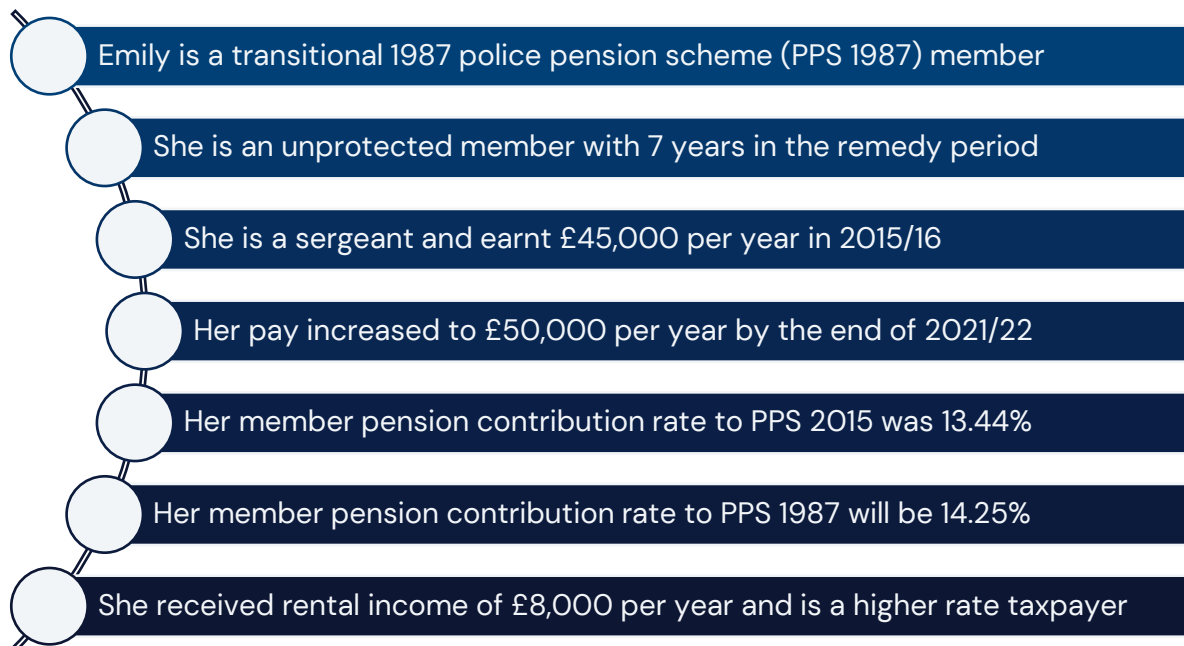 Emily is a transitional 1987 police pension scheme (PPS 1987) member
She is an unprotected member with 7 years in the remedy period
She is a sergeant and earnt £45,000 per year in 2015/16
Her pay increased to £50,000 per year by the end of 2021/22
Her member pension contribution rate to PPS 2015 was 13.44%
Her member pension contribution rate to PPS 1987 will be 14.25%
She received rental income of £8,000 per year and is a higher rate taxpayer